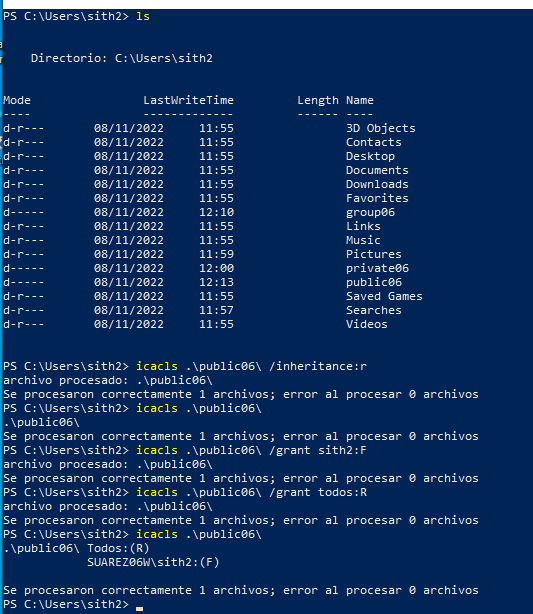 PS C:\Users\sith2> ls
Directorio: C:\Users\sith2
Mode LastWriteTime Length Name
---- ------------- ------ ----
d-r--- 08/11/2022 11:55 3D Objects
d-r--- 08/11/2022 11:55 Contacts
d-r--- 08/11/2022 11:55 Desktop
d-r--- 08/11/2022 11:55 Documents
d-r--- 08/11/2022 11:55 Downloads
d-r--- 08/11/2022 11:55 Favorites
d----- 08/11/2022 12:10 group06
d-r--- 08/11/2022 11:55 Links
d-r--- 08/11/2022 11:55 Music
d-r--- 08/11/2022 11:59 Pictures
d----- 08/11/2022 12:00 private06
d----- 08/11/2022 12:13 public06
d-r--- 08/11/2022 11:55 Saved Games
d-r--- 08/11/2022 11:57 Searches
d-r--- 08/11/2022 11:55 Videos
PS C:\Users\sith2> icacls .\public06\ /inheritance:r
archivo procesado: .\public06\
Se procesaron correctamente 1 archivos; error al procesar 0 archivos
PS C:\Users\sith2> icacls .\public06\
.\public06\
Se procesaron correctamente 1 archivos; error al procesar 0 archivos
PS C:\Users\sith2> icacls .\public06\ /grant sith2:F
archivo procesado: .\public06\
Se procesaron correctamente 1 archivos; error al procesar 0 archivos
PS C:\Users\sith2> icacls .\public06\ /grant todos:R
archivo procesado: .\public06\
Se procesaron correctamente 1 archivos; error al procesar 0 archivos
PS C:\Users\sith2> icacls .\public06\
.\public06\ Todos:(R)
SUAREZ06W\sith2:(F)
Se procesaron correctamente 1 archivos; error al procesar 0 archivos
PS C:\Users\sith2>